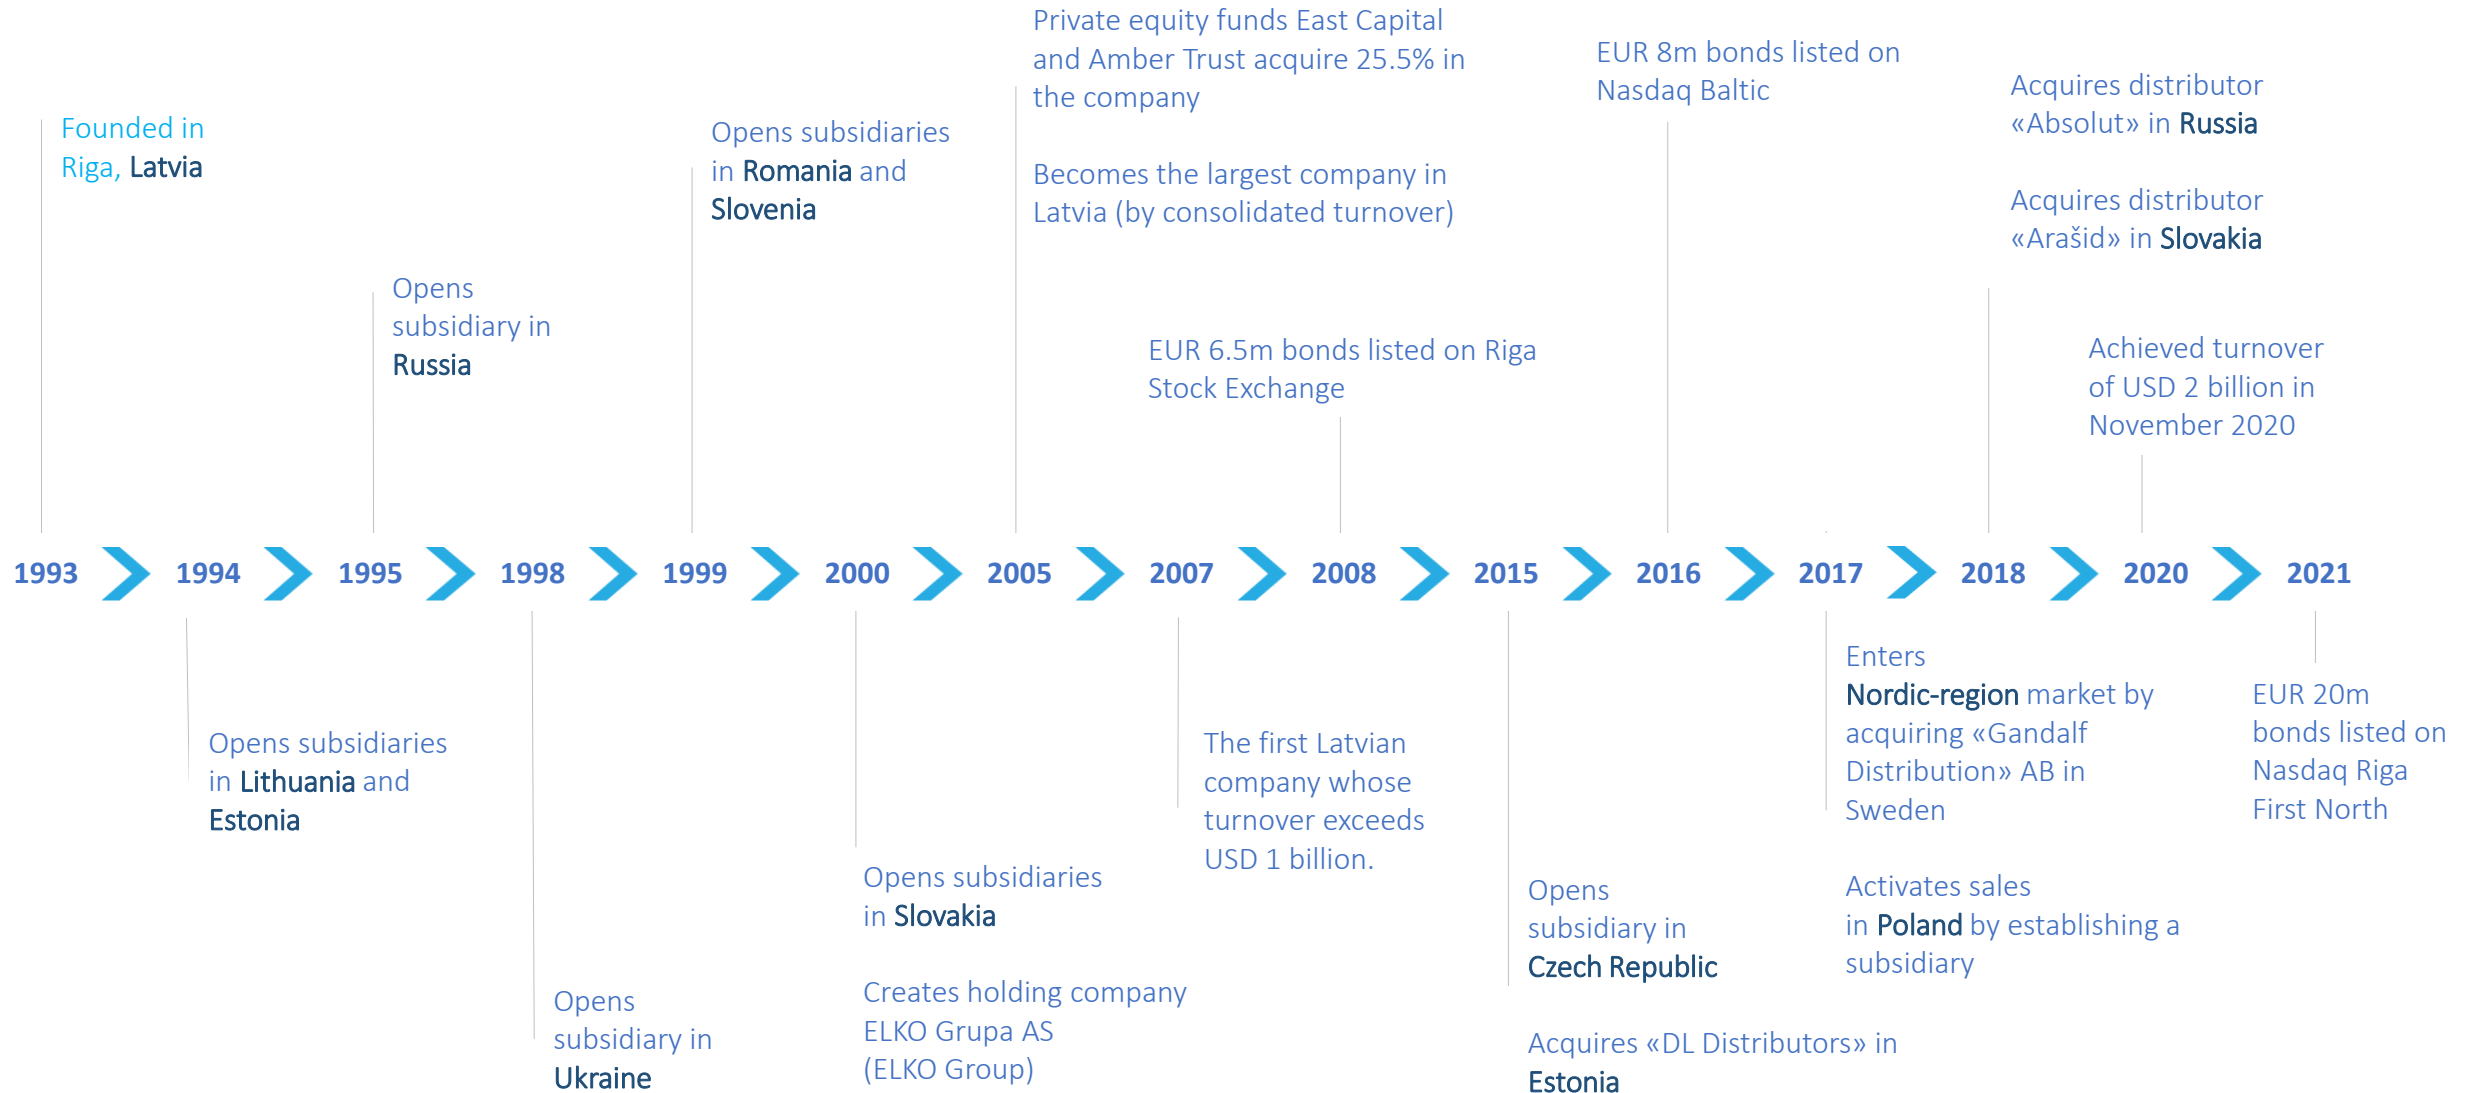 Founded in
Riga, Latvia
Opens
subsidiary in
Russia
Opens subsidiaries
in Romania and
Slovenia
Private equity funds East Capital
and Amber Trust acquire 25.5% in
the company
Becomes the largest company in
Latvia (by consolidated turnover)
EUR 6.5m bonds listed on Riga
Stock Exchange
EUR 8m bonds listed on
Nasdaq Baltic
Acquires distributor
«Absolut» in Russia
Acquires distributor
«Arašid» in Slovakia
Achieved turnover
of USD 2 billion in
November 2020
1993 1994 1995 1998 1999 2000 2005 2007 2008 2015 2016 2017 2018 2020 2021
Opens subsidiaries
in Lithuania and
Estonia
Opens
subsidiary in
Ukraine
Opens subsidiaries
in Slovakia
Creates holding company
ELKO Grupa AS
(ELKO Group)
The first Latvian
company whose
turnover exceeds
USD 1 billion.
Opens
subsidiary in
Czech Republic
Acquires «DL Distributors» in
Estonia
Enters
Nordic-region market by
acquiring «Gandalf
Distribution» AB in
Sweden
Activates sales
in Poland by establishing a
subsidiary
EUR 20m
bonds listed on
Nasdaq Riga
First North